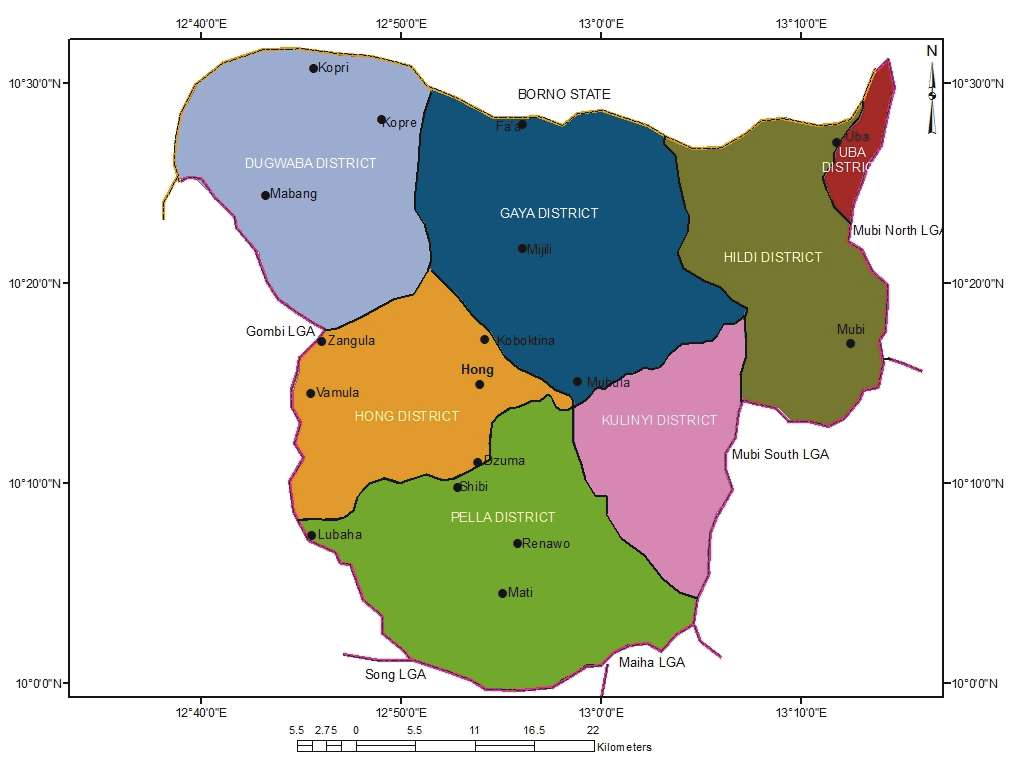 12°40'0"E 12°50'0"E 13°0'0"E 13°10'0"E
N
Kopri
10°30'0"N 10°30'0"N
BORNO STATE
Kopre
Fa'a
Uba
UBA
DISTRIC
DUGWABA DISTRICT
Mabang
GAYA DISTRICT
Mubi North LGA
Mijili
HILDI DISTRICT
10°20'0"N 10°20'0"N
Gombi LGA
Zangula
Koboktina
Mubi
Hong
Muhula
Vamula
HONG DISTRICT
KULINYI DISTRICT
Mubi South LGA
Dzuma
10°10'0"N 10°10'0"N
Shibi
PELLA DISTRICT
Lubaha
Renawo
Mati
Maiha LGA
Song LGA
10°0'0"N 10°0'0"N
12°40'0"E 12°50'0"E 13°0'0"E 13°10'0"E
5.5 2.75 0 5.5 11 16.5 22
Kilometers